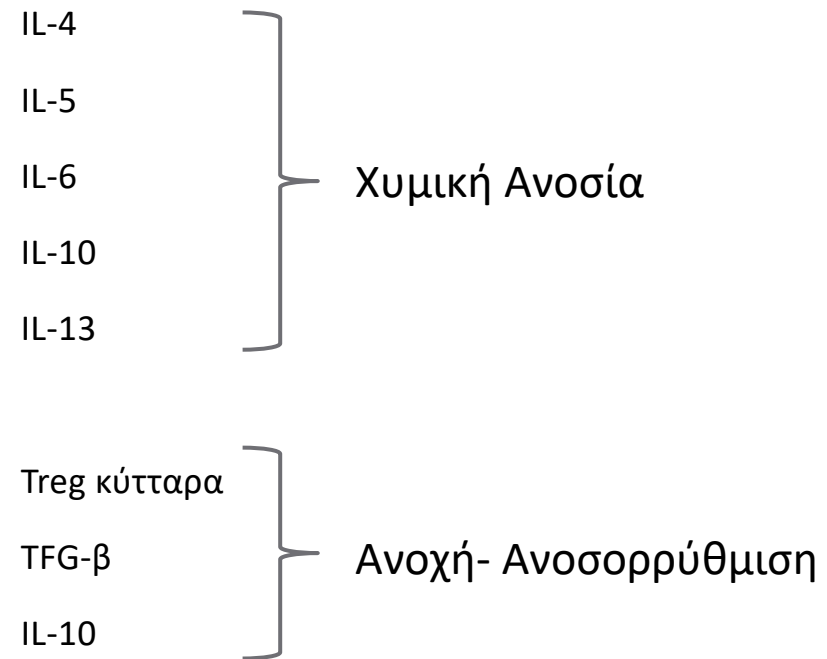 IL-4
IL-5
IL-6
IL-10
IL-13
Χυμική Ανοσία
Treg κύτταρα
TFG-β
IL-10
Ανοχή- Ανοσορρύθμιση